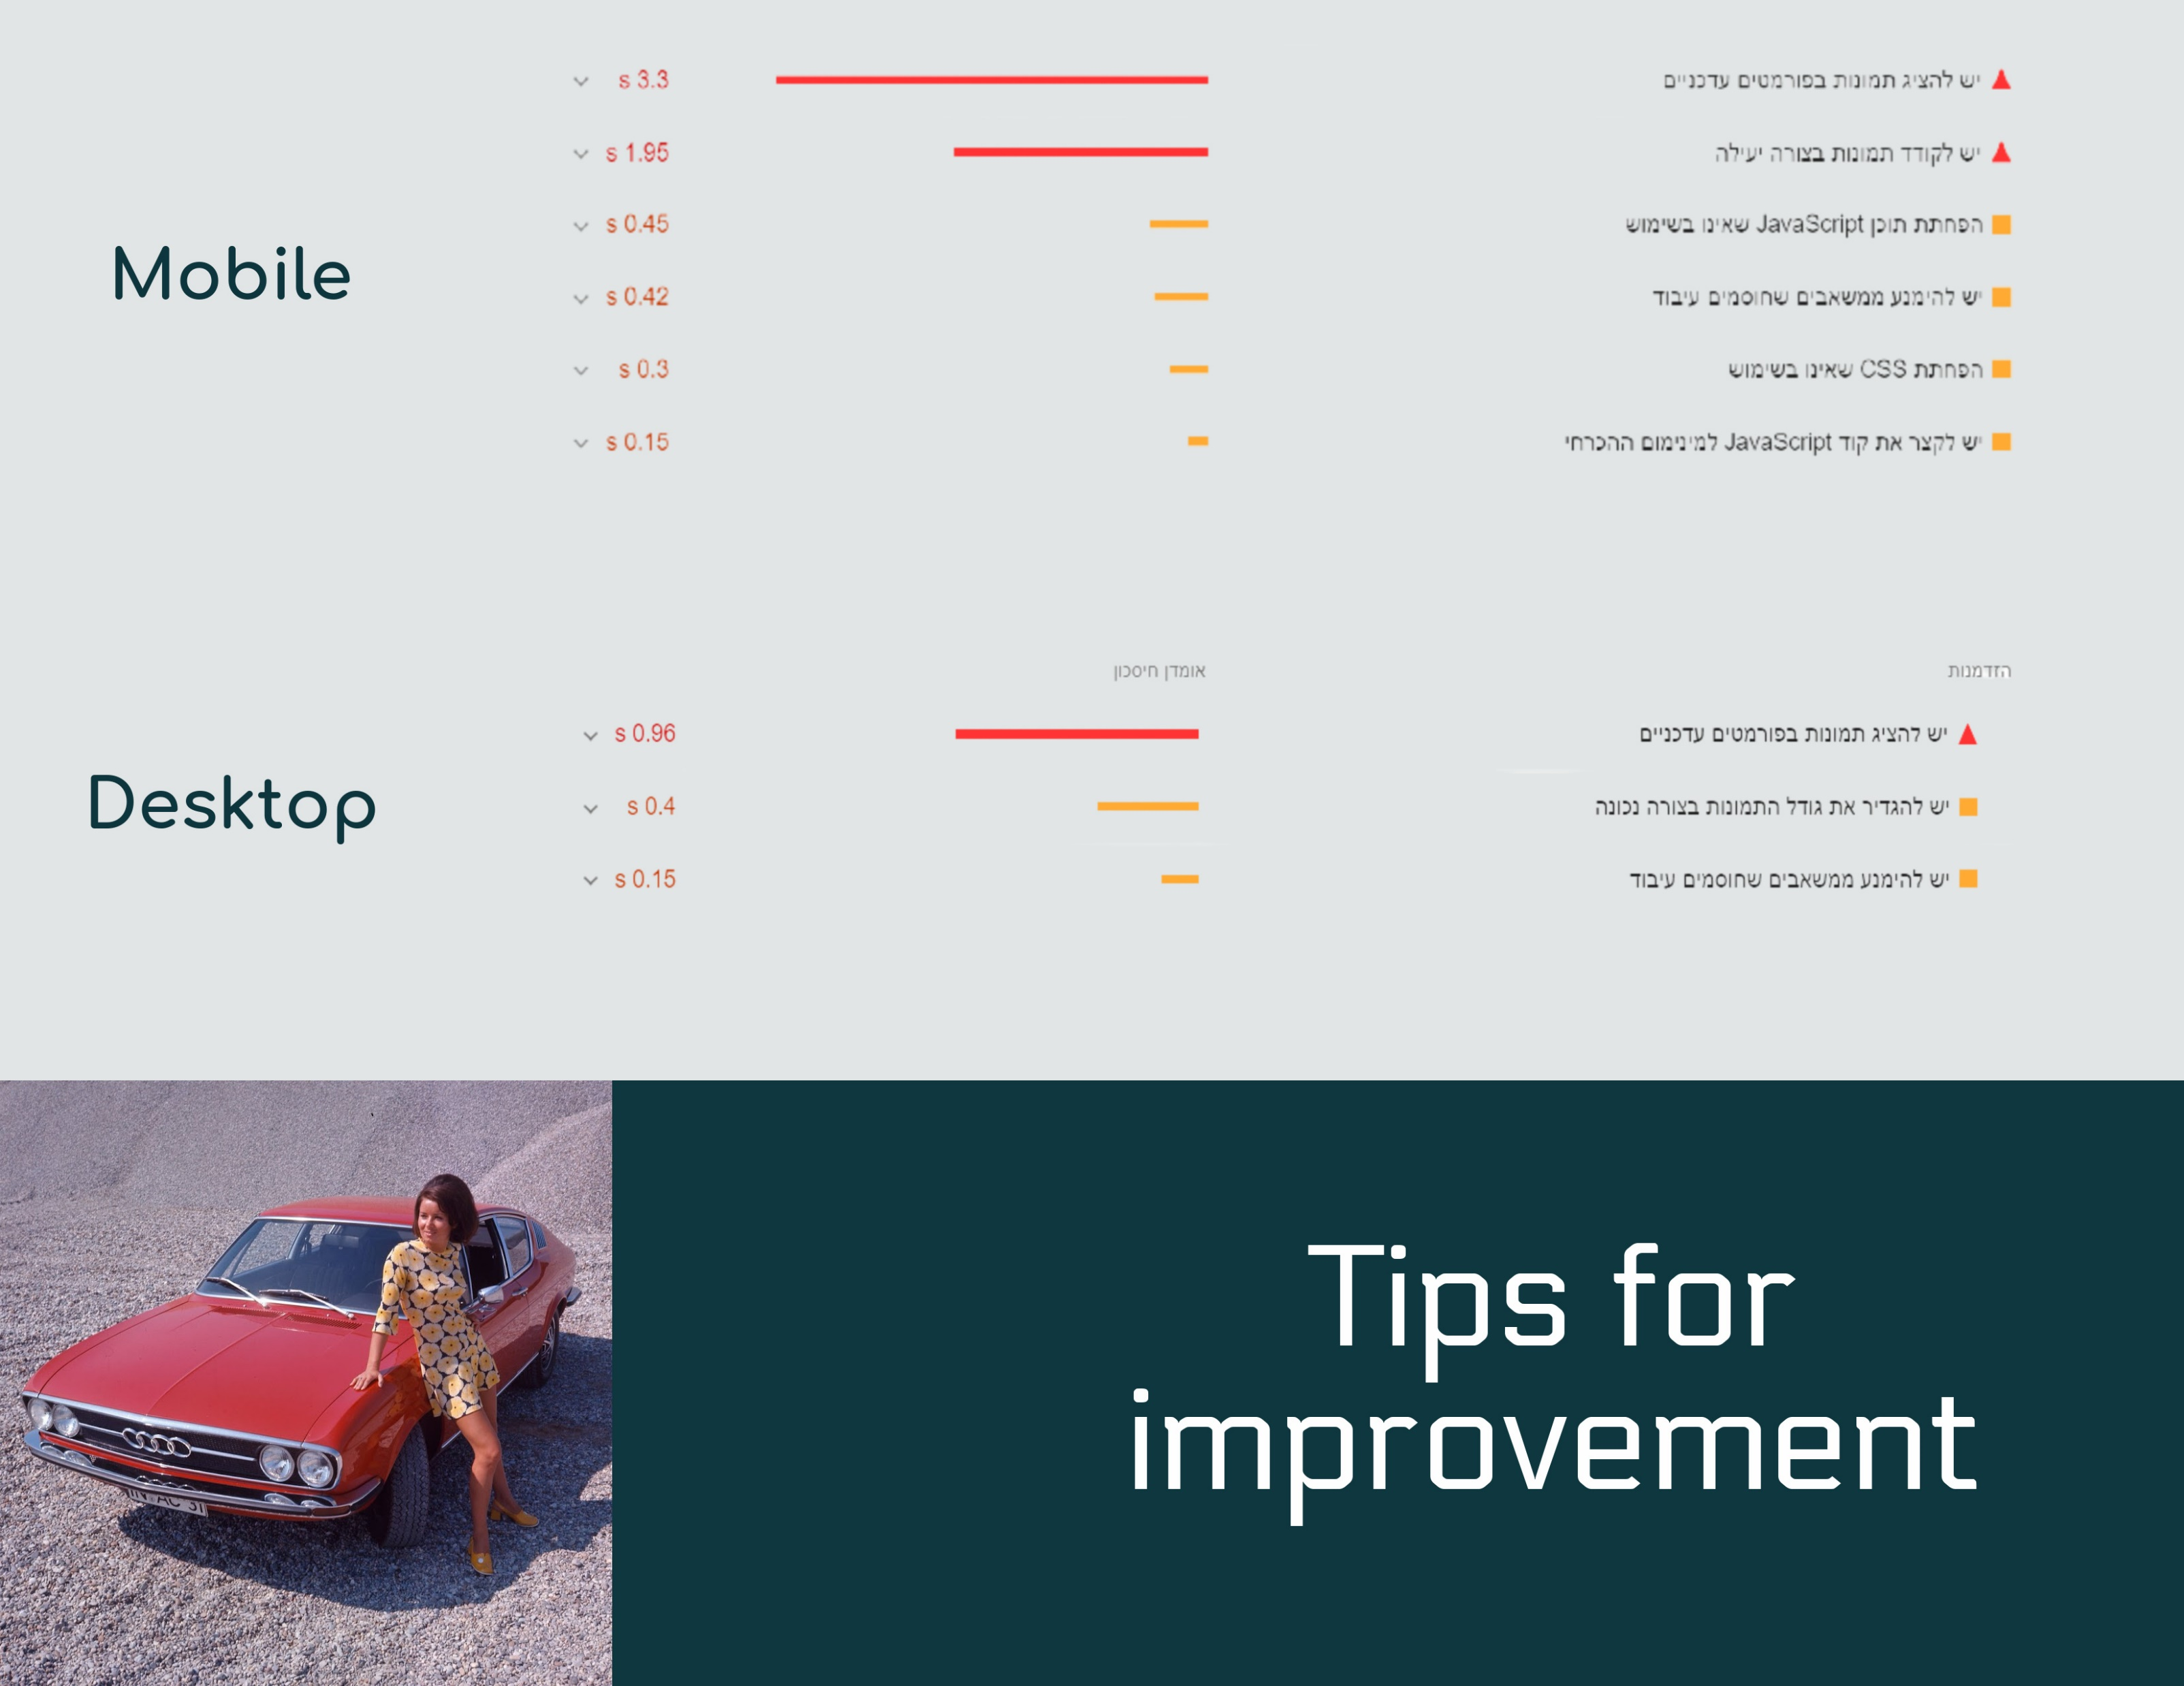 Mobile
יש להציג תמונות בפורמטים עדכניים s 3.3
יש לקודד תמונות בצורה יעילה s 1.95
הפחתת תוכן JavaScript שאינו בשימוש s 0.45
יש להימנע ממשאבים שחוסמים עיבוד s 0.42
הפחתת CSS שאינו בשימוש s 0.3
יש לקצר את קוד JavaScript למינימום ההכרחי s 0.15
Desktop
הזדמנות אומדן חיסכון
יש להציג תמונות בפורמטים עדכניים s 0.96
יש להגדיר את גודל התמונות בצורה נכונה s 0.4
יש להימנע ממשאבים שחוסמים עיבוד s 0.15
Tips for
improvement